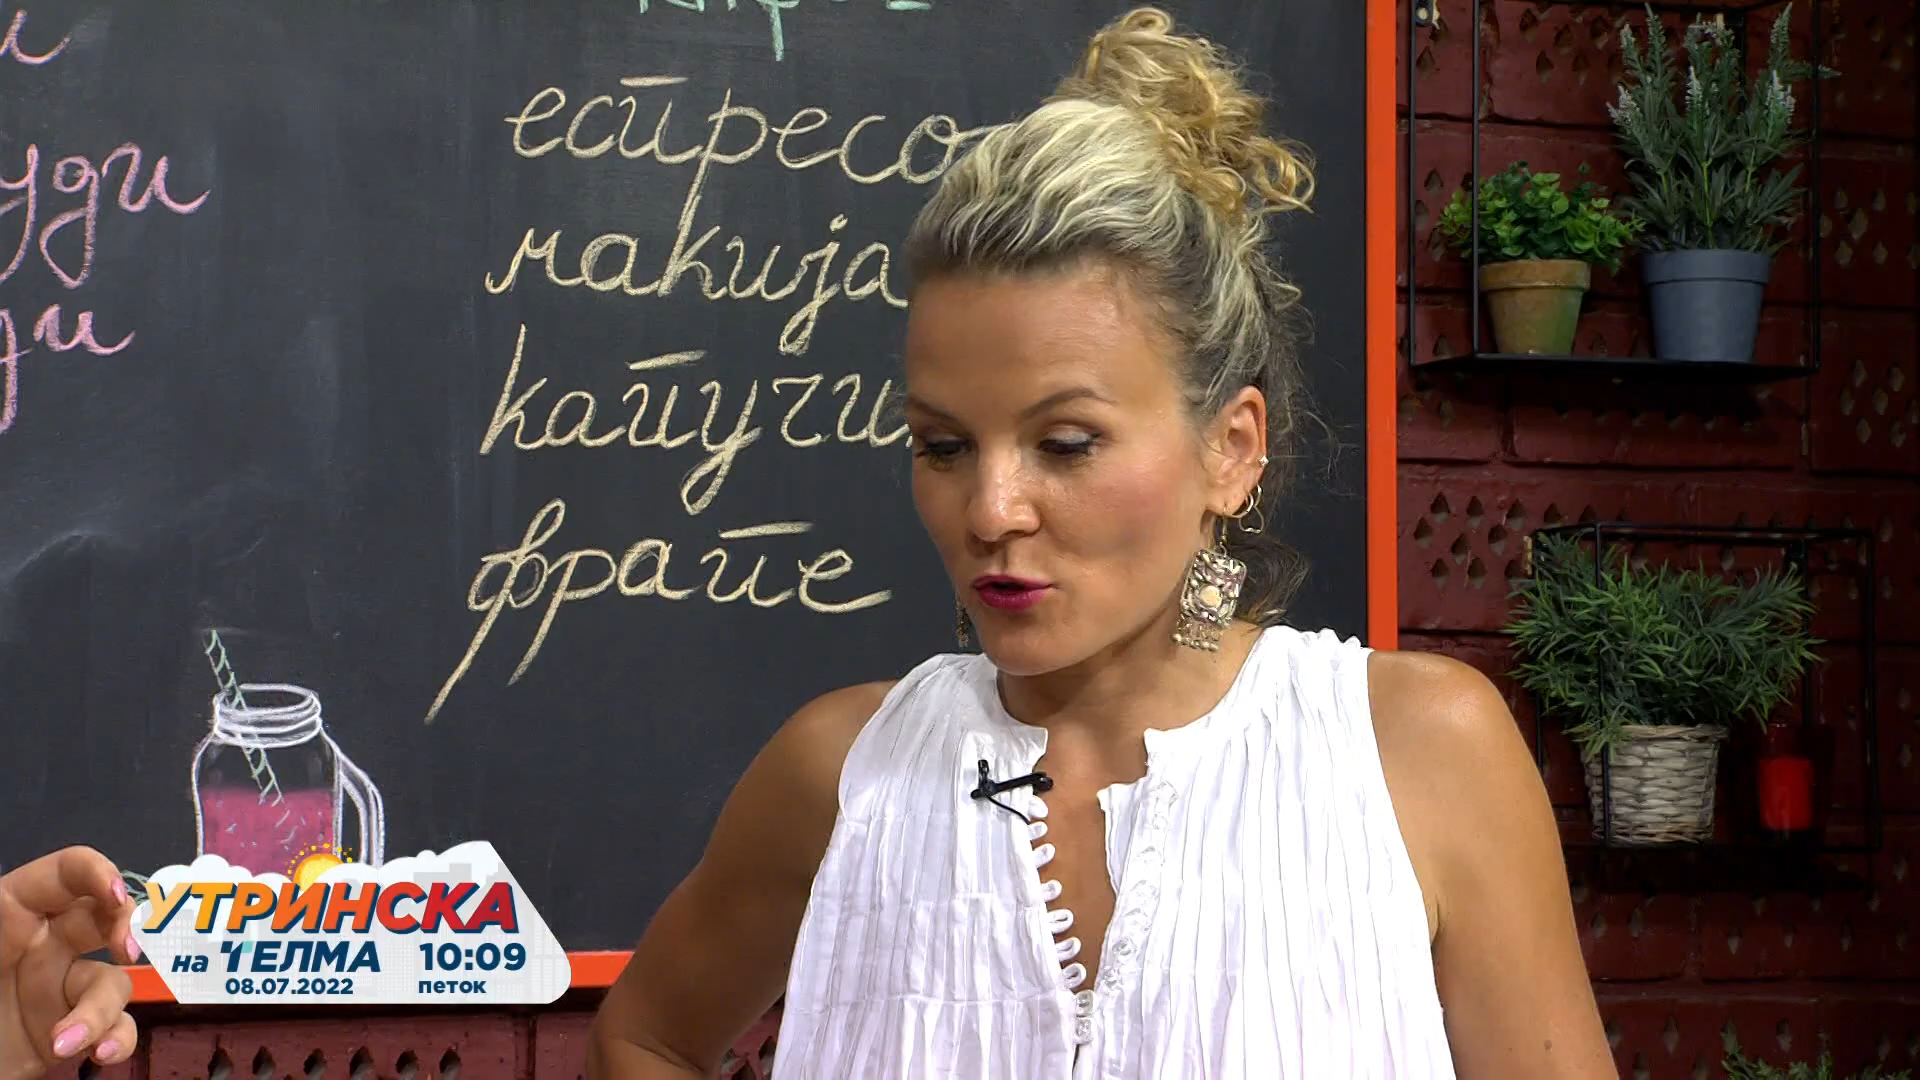 еспресо
макија
капучи
фрапе
УТРИНСКА
на ТЕЛМА 10:09
08.07.2022 петок